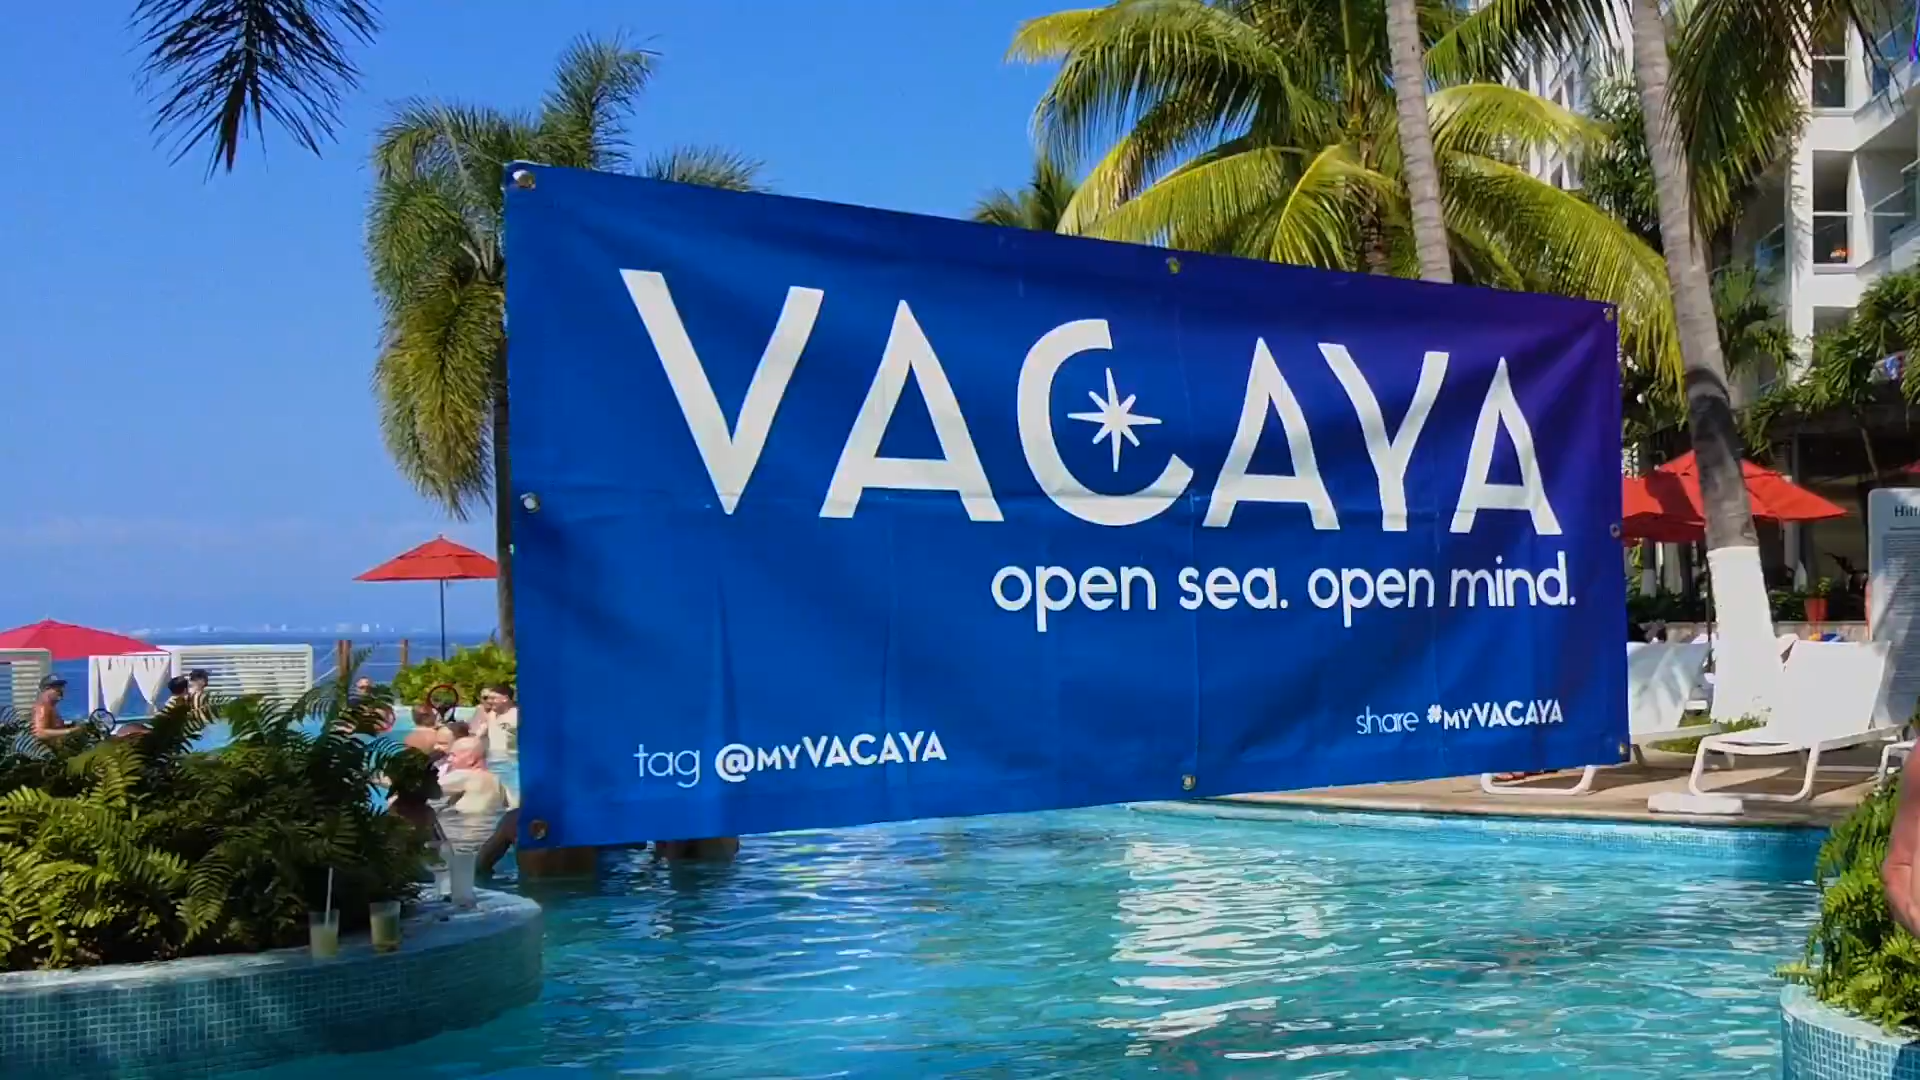 VACAYA
open sea. open mind.
share #MYVACAYA
tag @MYVACAYA